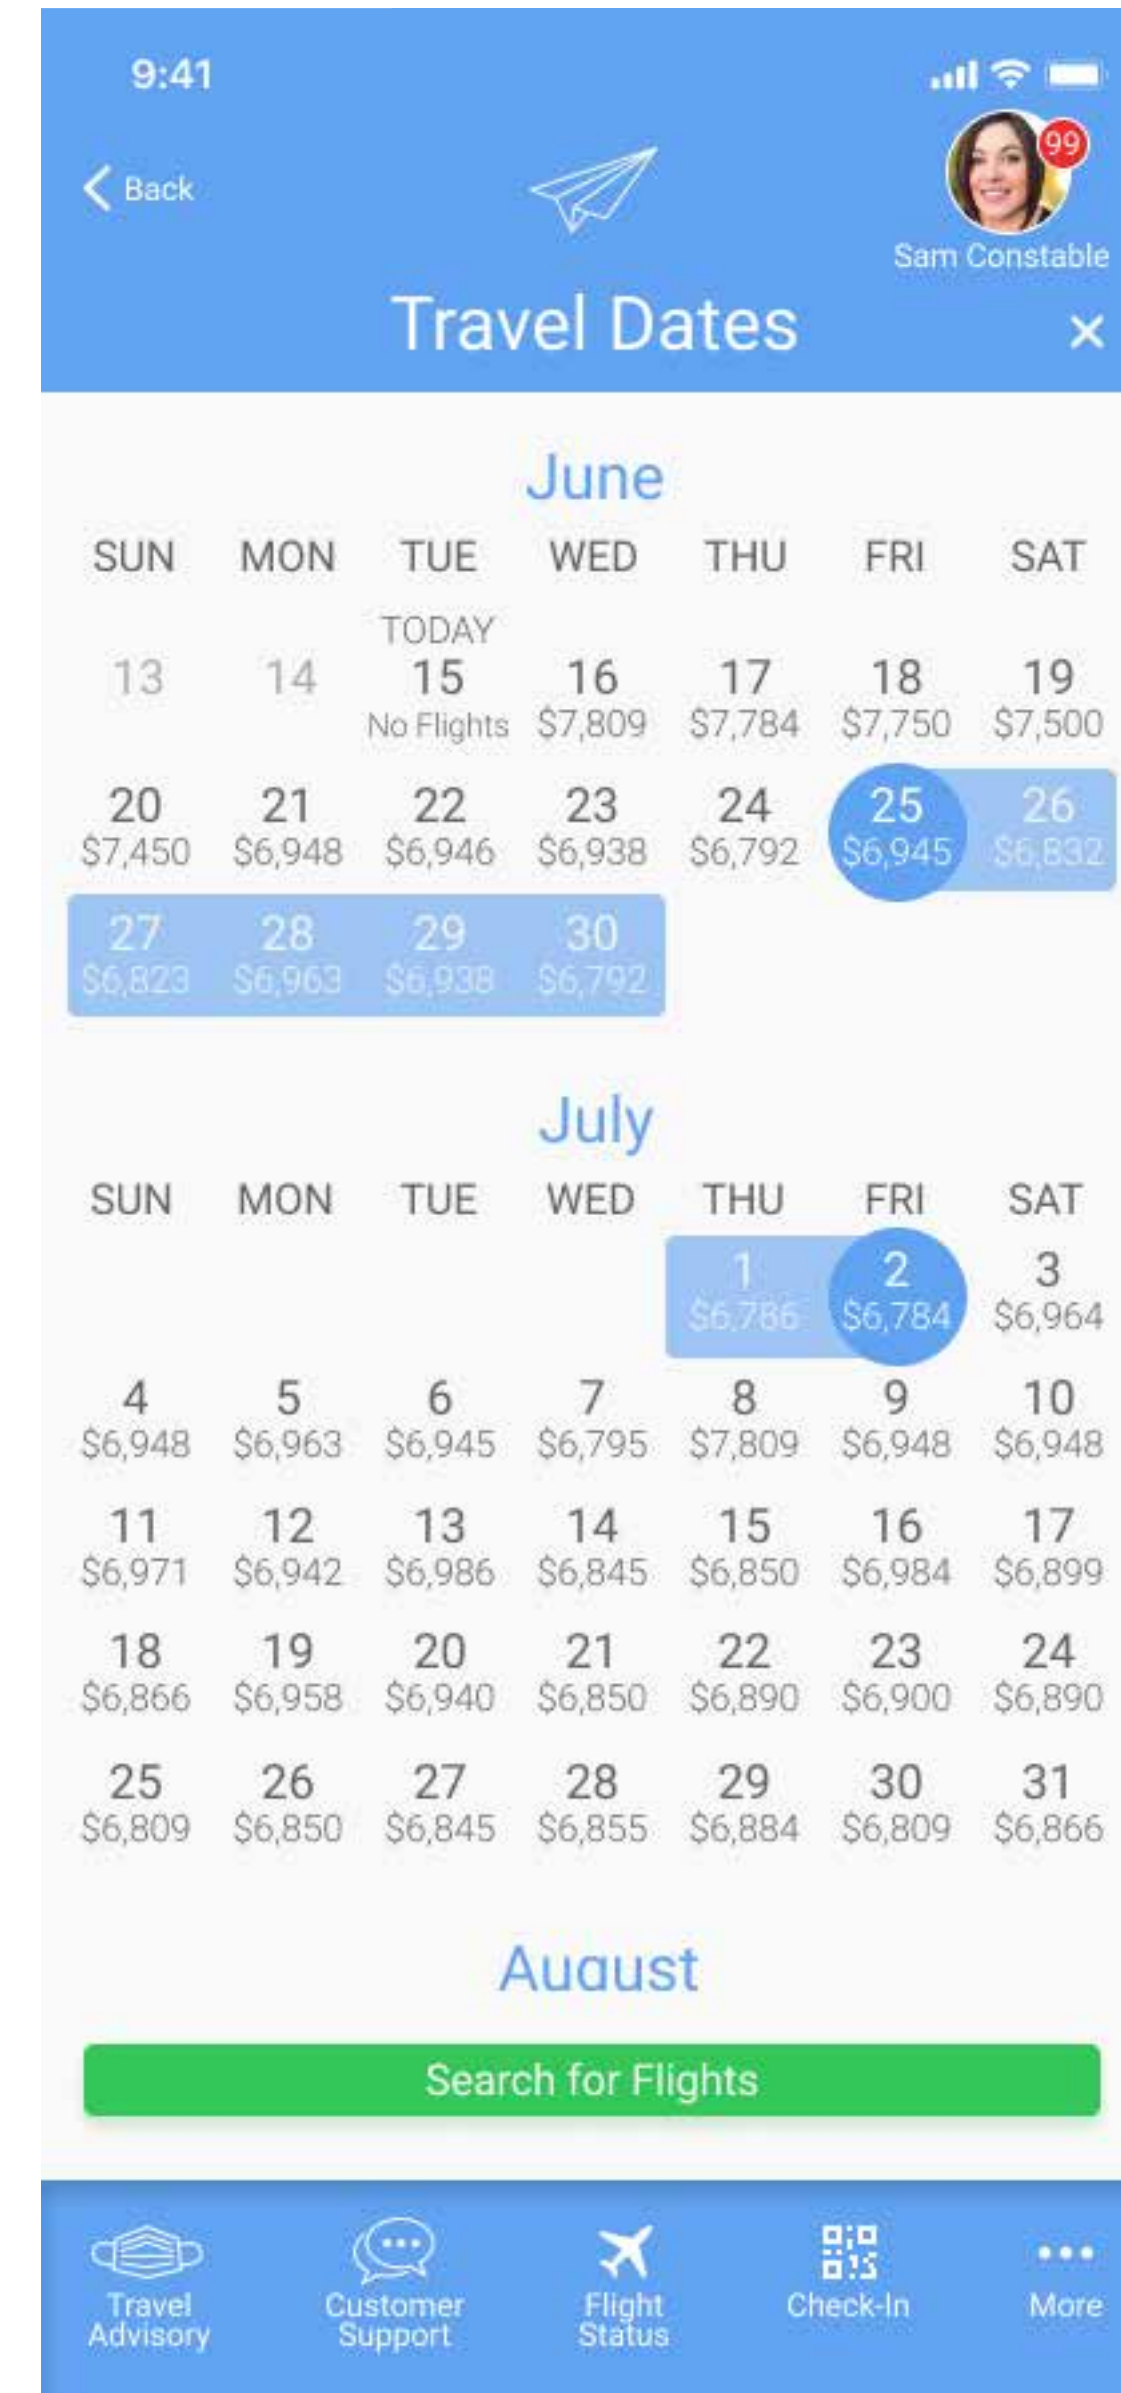 9:41
99
Back
Sam Constable
Travel Dates
June
SUN MON TUE WED THU FRI SAT
TODAY
13 14 15 16 17 18 19
No Flights $7,809 $7,784 $7,750 $7,500
20 21 22 23 24 25 26
$7,450 $6,948 $6,946 $6,938 $6,792 $6,945 $6,832
27 28 29 30
$6,823 $6,963 $6,938 $6,792
July
SUN MON TUE WED THU FRI SAT
1 2 3
$6,786 $6,784 $6,964
4 5 6 7 8 9 10
$6,948 $6,963 $6,945 $6,795 $7,809 $6,948 $6,948
11 12 13 14 15 16 17
$6,971 $6,942 $6,986 $6,845 $6,850 $6,984 $6,899
18 19 20 21 22 23 24
$6,866 $6,958 $6,940 $6,850 $6,890 $6,900 $6,890
25 26 27 28 29 30 31
$6,809 $6,850 $6,845 $6,855 $6,884 $6,809 $6,866
August
Search for Flights
Travel Customer Flight Check-In More
Advisory Support Status